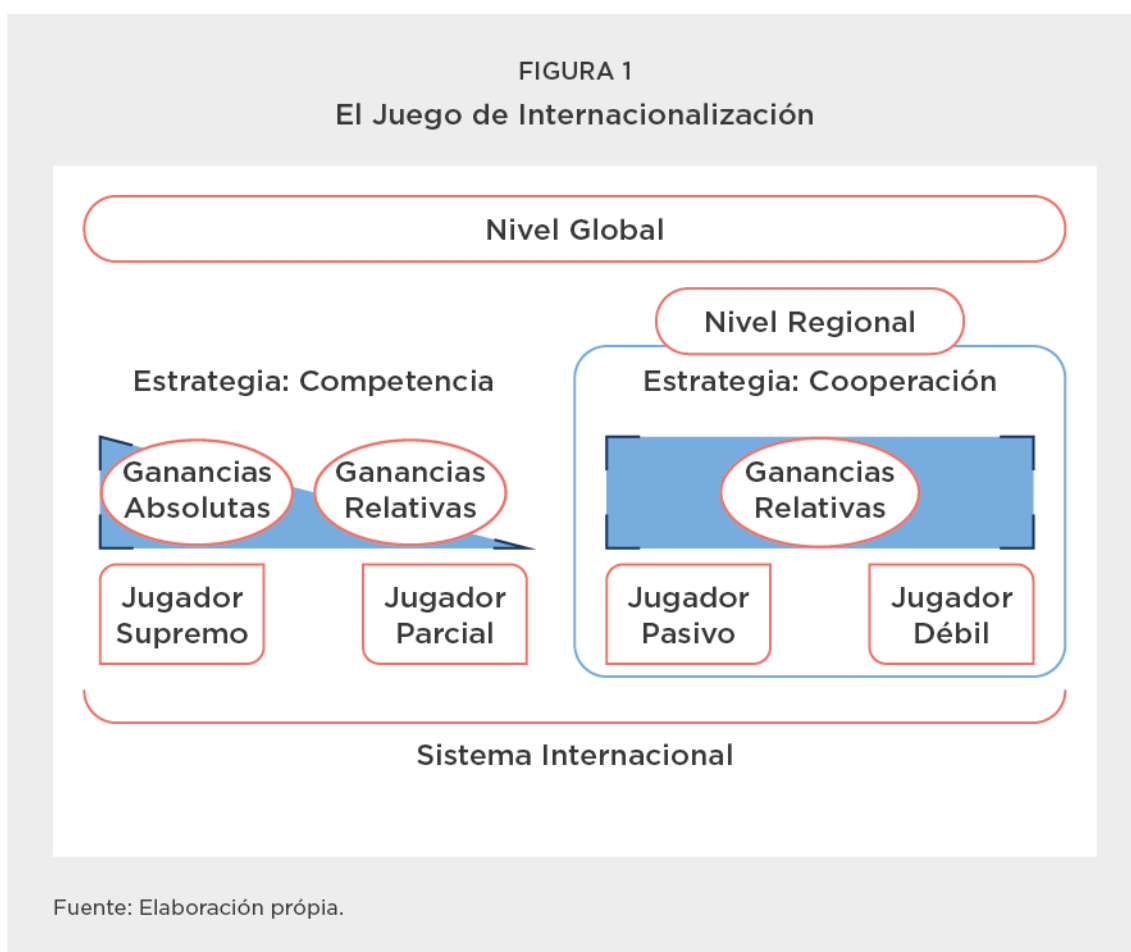 FIGURA 1
El Juego de Internacionalización
Nivel Global
Nivel Regional
Estrategia: Competencia
Estrategia: Cooperación
Ganancias
Absolutas
Ganancias
Relativas
Ganancias
Relativas
Jugador
Supremo
Jugador
Parcial
Jugador
Pasivo
Jugador
Débil
Sistema Internacional
Fuente: Elaboración própia.